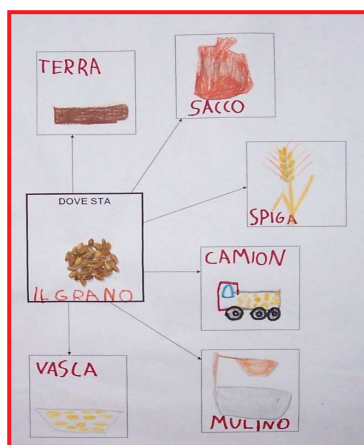 TERRA
SACCO
SPIGA
DOVE STA
IL GRANO
CAMION
VASCA
MULINO